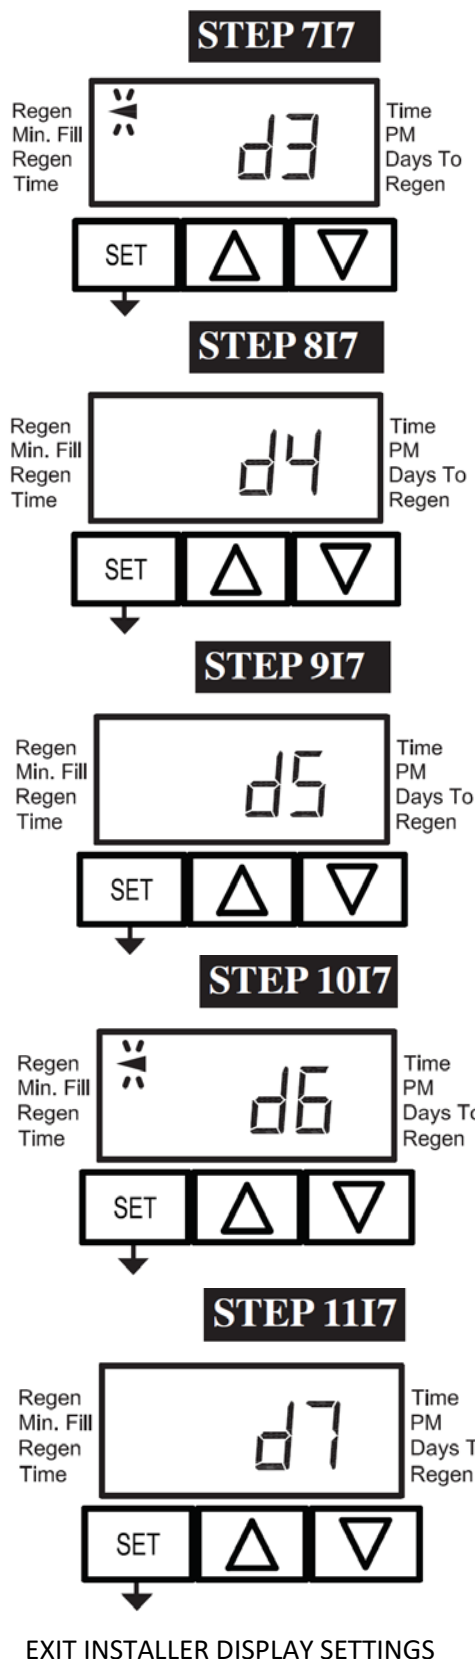 STEP 7I7
Regen
Min. Fill
Regen
Time
d3
Time
PM
Days To
Regen
SET
STEP 8I7
Regen
Min. Fill
Regen
Time
d4
Time
PM
Days To
Regen
SET
STEP 9I7
Regen
Min. Fill
Regen
Time
d5
Time
PM
Days To
Regen
SET
STEP 10I7
Regen
Min. Fill
Regen
Time
d6
Time
PM
Days To
Regen
SET
STEP 11I7
Regen
Min. Fill
Regen
Time
d7
Time
PM
Days T
Regen
SET
EXIT INSTALLER DISPLAY SETTINGS